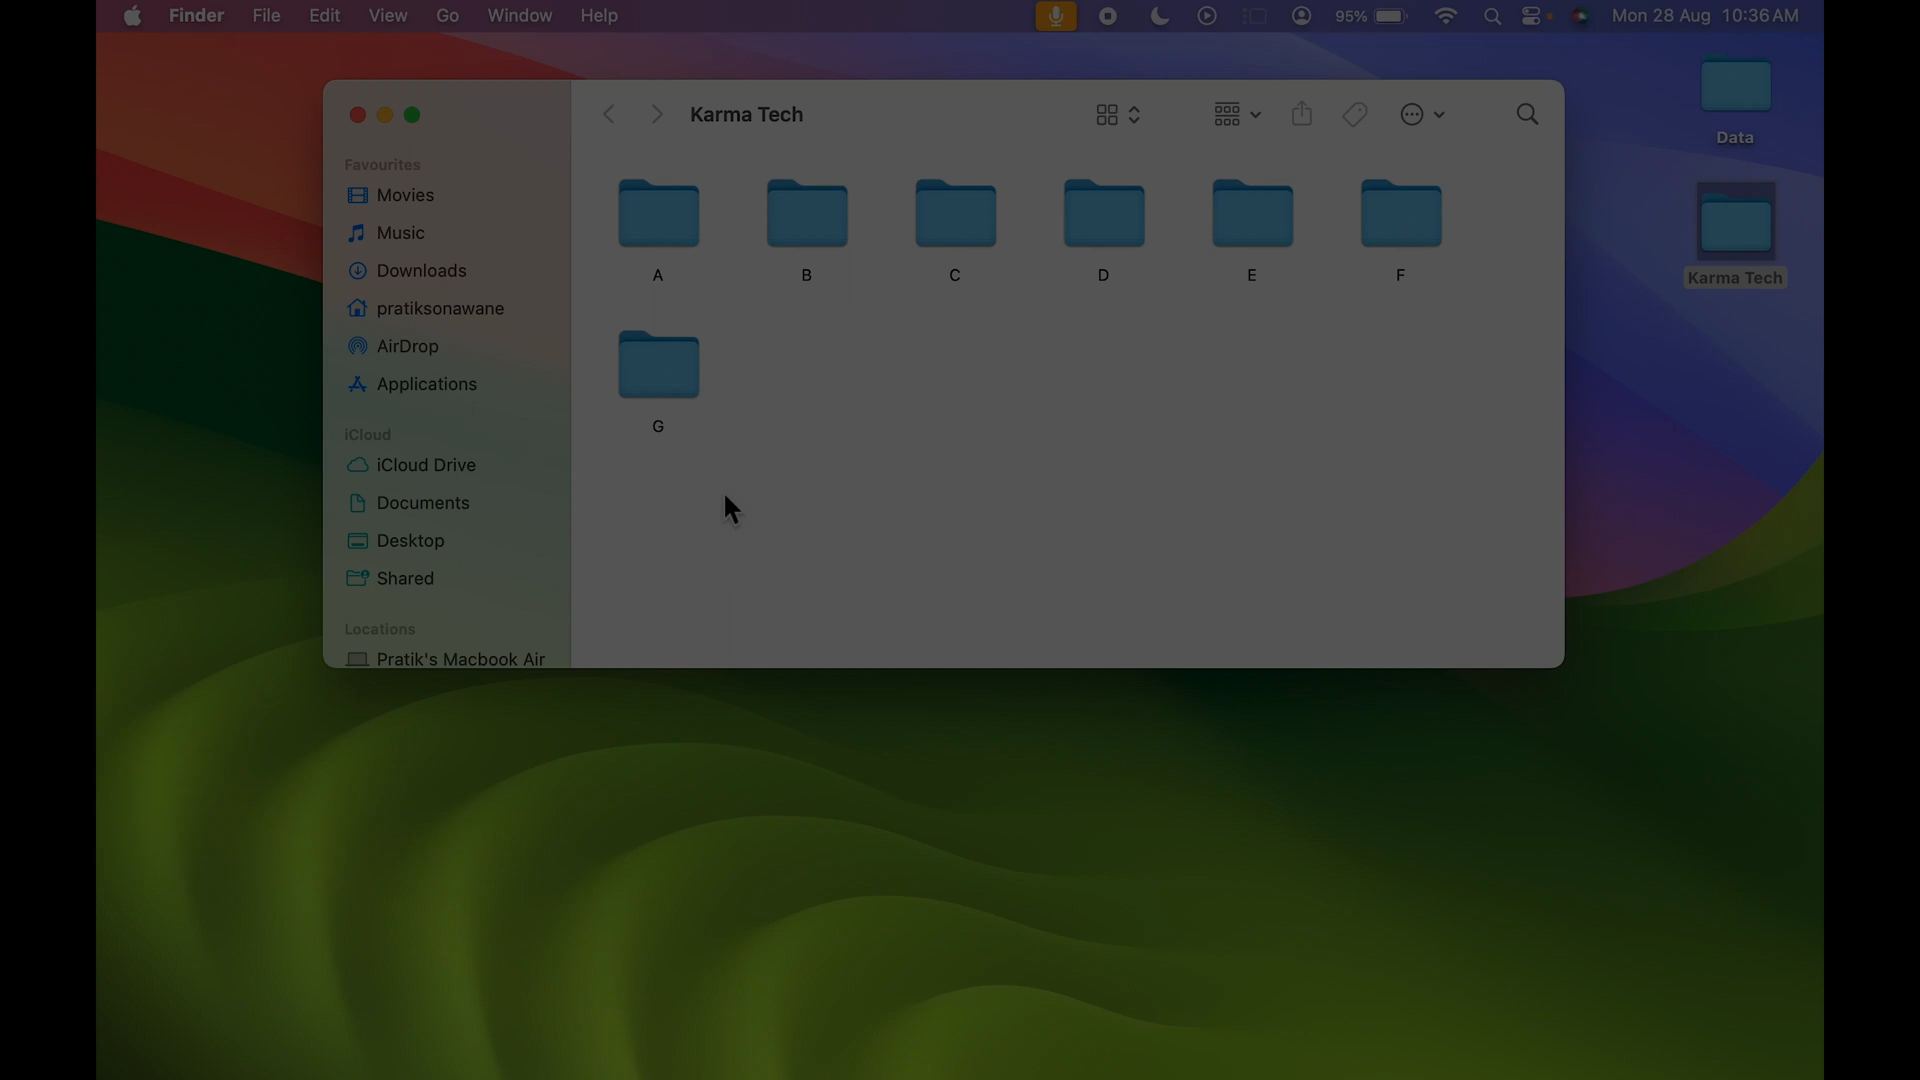 Finder File Edit View Go Window Help 95% Mon 28 Aug 10:36 AM
Karma Tech
Favourites
Movies
Music
Downloads
pratiksonawane
AirDrop
Applications
iCloud
iCloud Drive
Documents
Desktop
Shared
Locations
Pratik's Macbook Air
A B C D E F
G
Data
Karma Tech